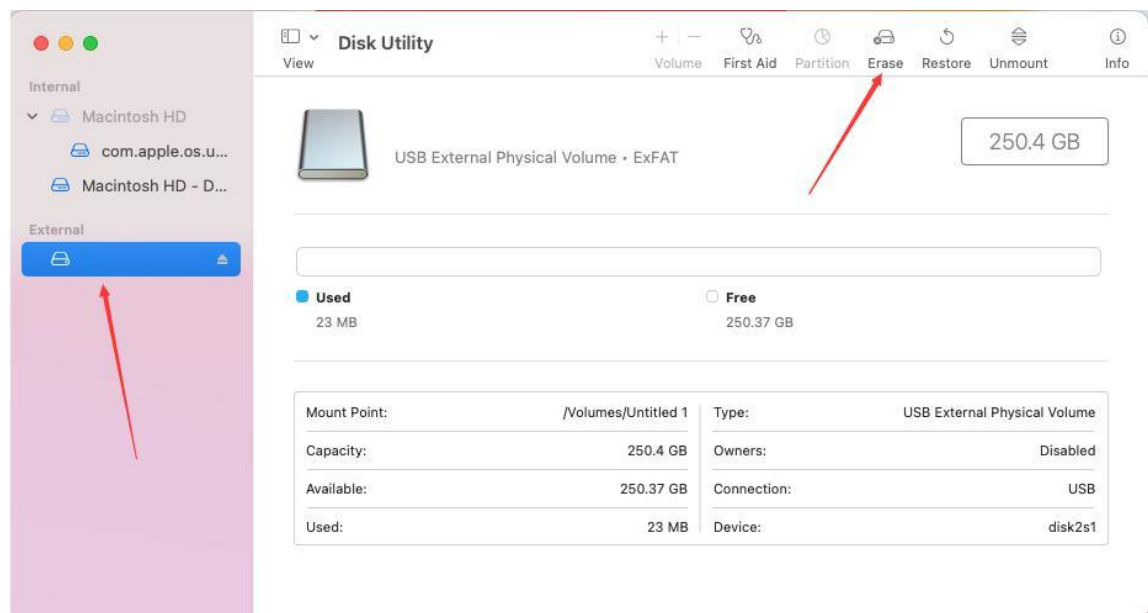 Disk Utility
View
Volume
First Aid
Partition
Erase
Restore
Unmount
Info
Internal
Macintosh HD
com.apple.os.u...
Macintosh HD - D...
External
USB External Physical Volume • ExFAT
250.4 GB
Used
23 MB
Free
250.37 GB
Mount Point: /Volumes/Untitled 1
Capacity: 250.4 GB
Available: 250.37 GB
Used: 23 MB
Type: USB External Physical Volume
Owners: Disabled
Connection: USB
Device: disk2s1